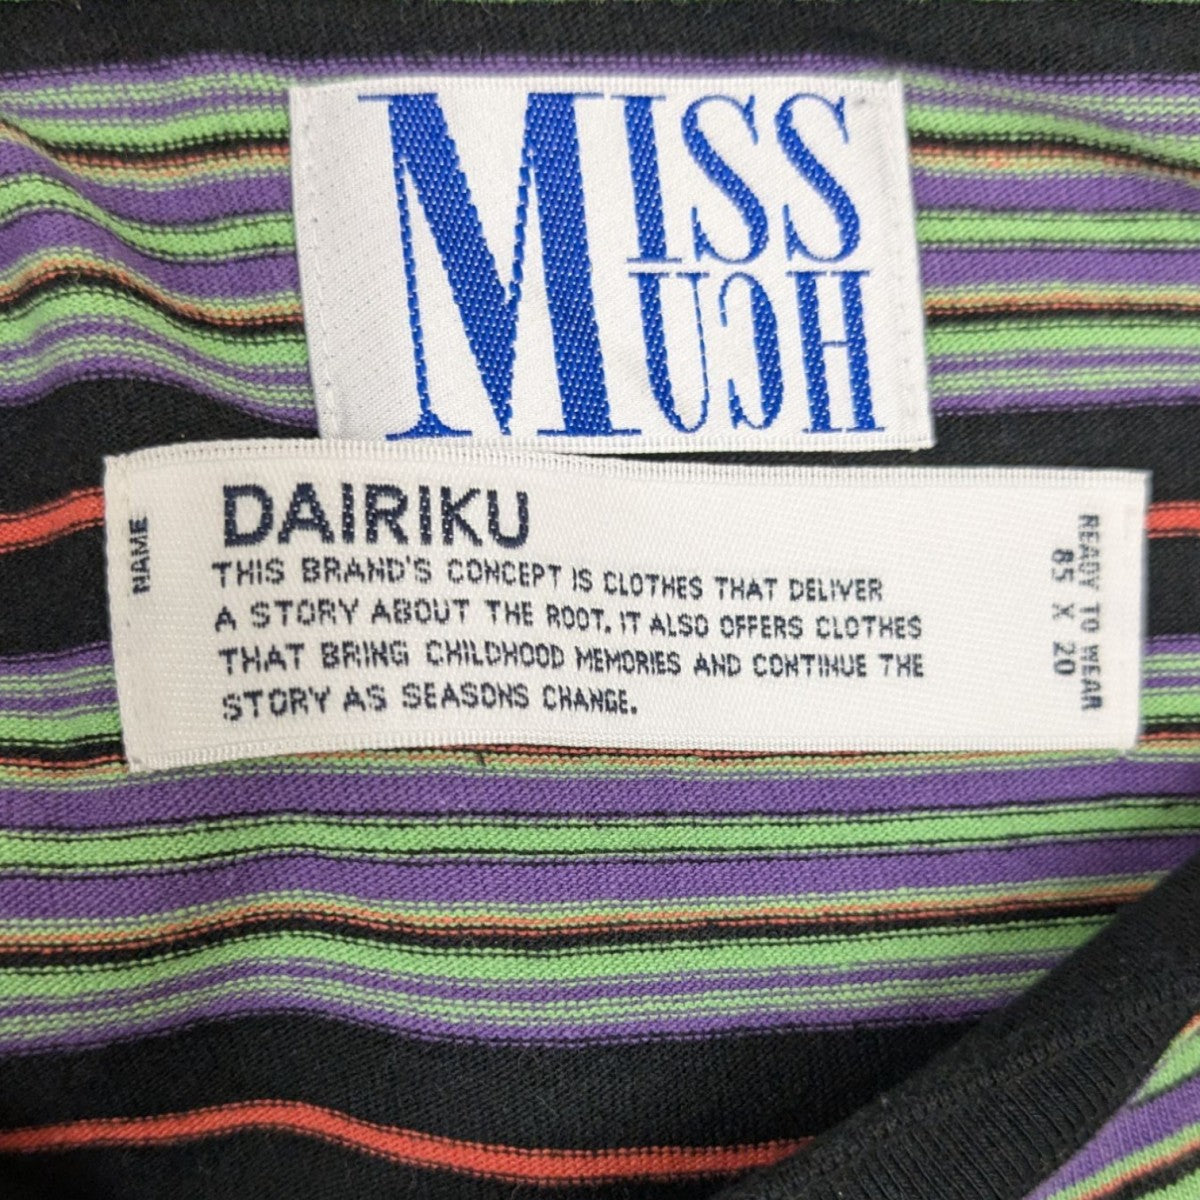 MISS
MUCH
DAIRIKU
THIS BRAND'S CONCEPT IS CLOTHES THAT DELIVER
A STORY ABOUT THE ROOT. IT ALSO OFFERS CLOTHES
THAT BRING CHILDHOOD MEMORIES AND CONTINUE THE
STORY AS SEASONS CHANGE.
NAME
READY TO WEAR
85 X 20